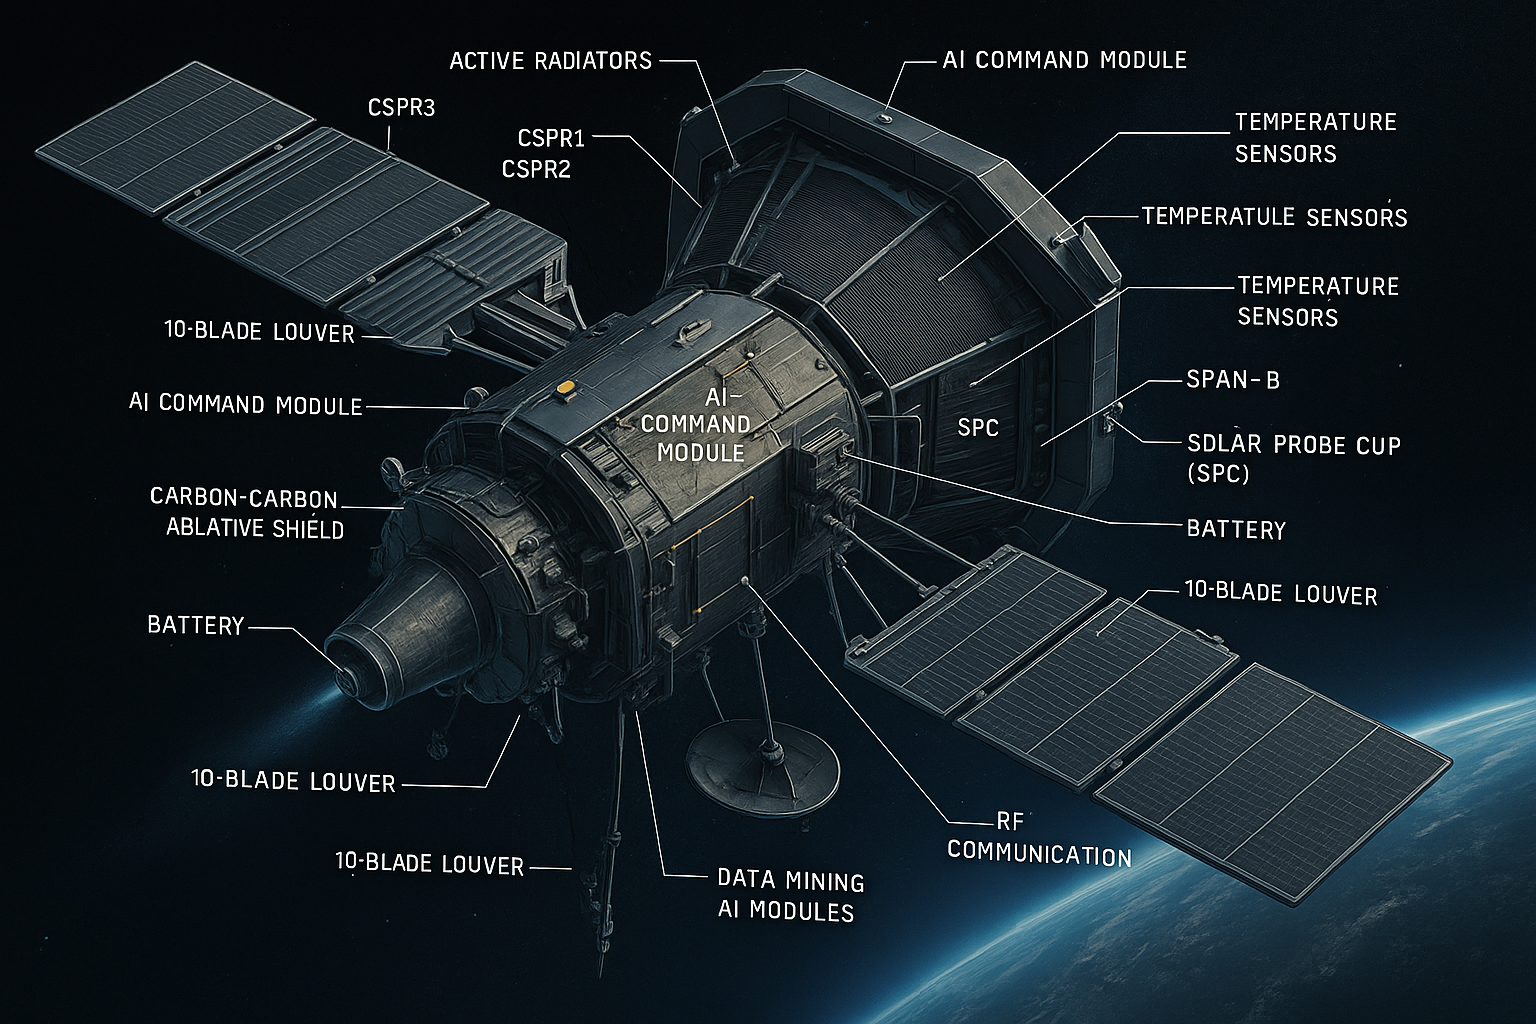 ACTIVE RADIATORS
AI COMMAND MODULE
CSPR3
CSPR1
CSPR2
TEMPERATURE
SENSORS
TEMPERATULE SENSORS
TEMPERATURE
SENSORS
10-BLADE LOUVER
AI COMMAND MODULE
AI-
COMMAND
MODULE
SPC
SPAN-B
SDLAR PROBE CUP
(SPC)
CARBON-CARBON
ABLATIVE SHIELD
BATTERY
10-BLADE LOUVER
BATTERY
10-BLADE LOUVER
RF
COMMUNICATION
10-BLADE LOUVER
DATA MINING
AI MODULES